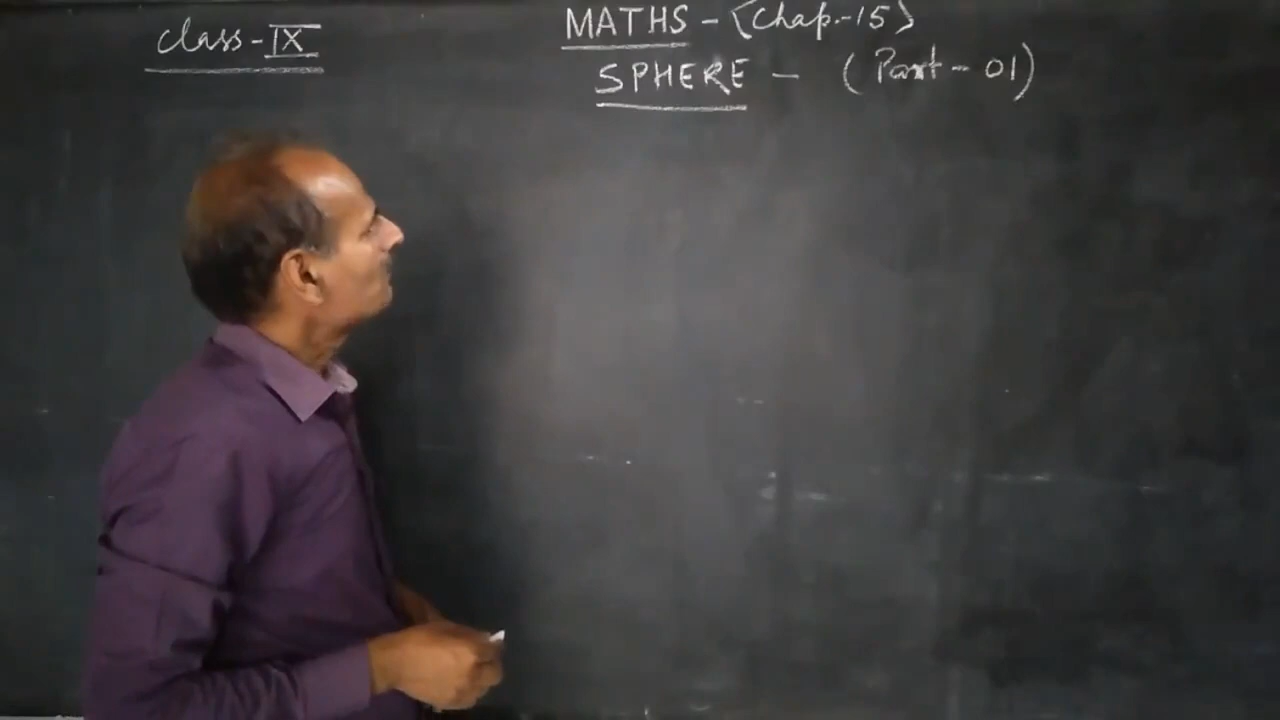 class-IX
MATHS - {Chap.-15}
SPHERE - (Part - 01)